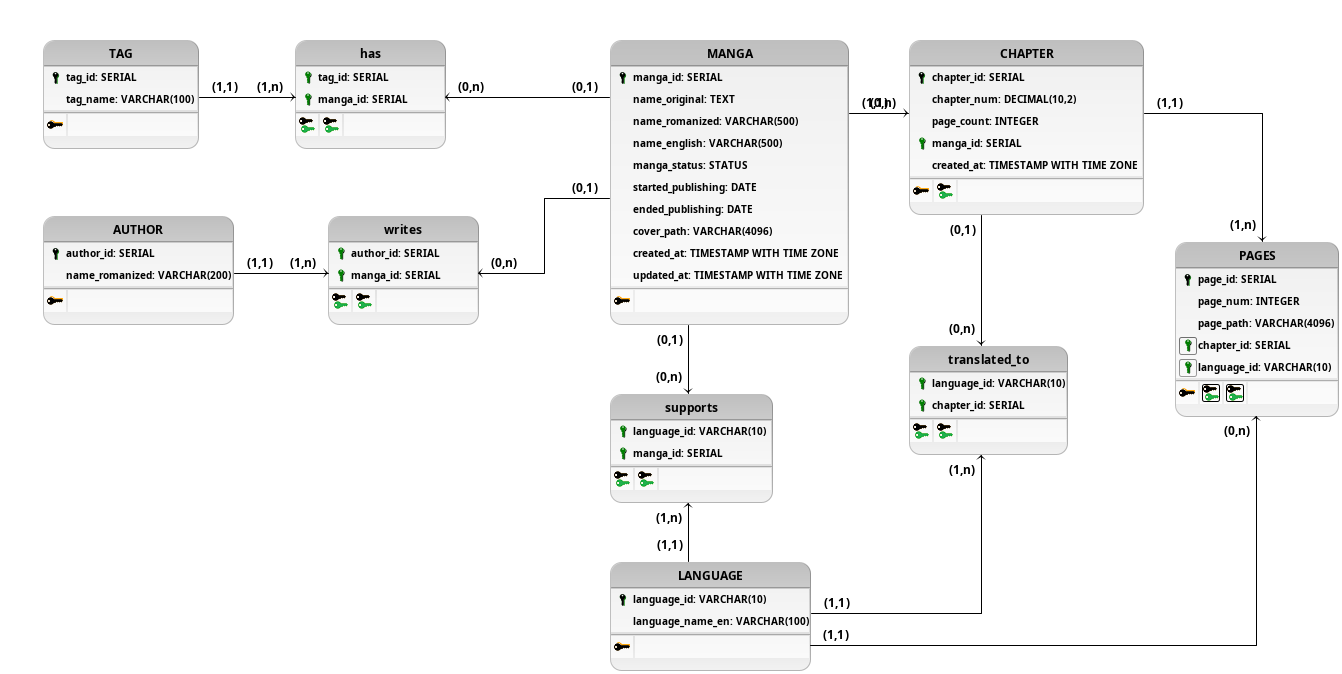 TAG
tag_id: SERIAL
tag_name: VARCHAR(100)
(1,1)
(1,n)
has
tag_id: SERIAL
manga_id: SERIAL
(0,n)
(0,1)
MANGA
manga_id: SERIAL
name_original: TEXT
name_romanized: VARCHAR(500)
name_english: VARCHAR(500)
manga_status: STATUS
started_publishing: DATE
ended_publishing: DATE
cover_path: VARCHAR(4096)
created_at: TIMESTAMP WITH TIME ZONE
updated_at: TIMESTAMP WITH TIME ZONE
CHAPTER
chapter_id: SERIAL
chapter_num: DECIMAL(10,2)
page_count: INTEGER
manga_id: SERIAL
created_at: TIMESTAMP WITH TIME ZONE
(1,1)
(1,n)
AUTHOR
author_id: SERIAL
name_romanized: VARCHAR(200)
(1,1)
(1,n)
writes
author_id: SERIAL
manga_id: SERIAL
(0,n)
(0,1)
PAGES
page_id: SERIAL
page_num: INTEGER
page_path: VARCHAR(4096)
chapter_id: SERIAL
language_id: VARCHAR(10)
(0,n)
(0,1)
(0,n)
supports
language_id: VARCHAR(10)
manga_id: SERIAL
(1,n)
(1,1)
(0,1)
(0,n)
translated_to
language_id: VARCHAR(10)
chapter_id: SERIAL
(1,n)
LANGUAGE
language_id: VARCHAR(10)
language_name_en: VARCHAR(100)
(1,1)
(1,1)